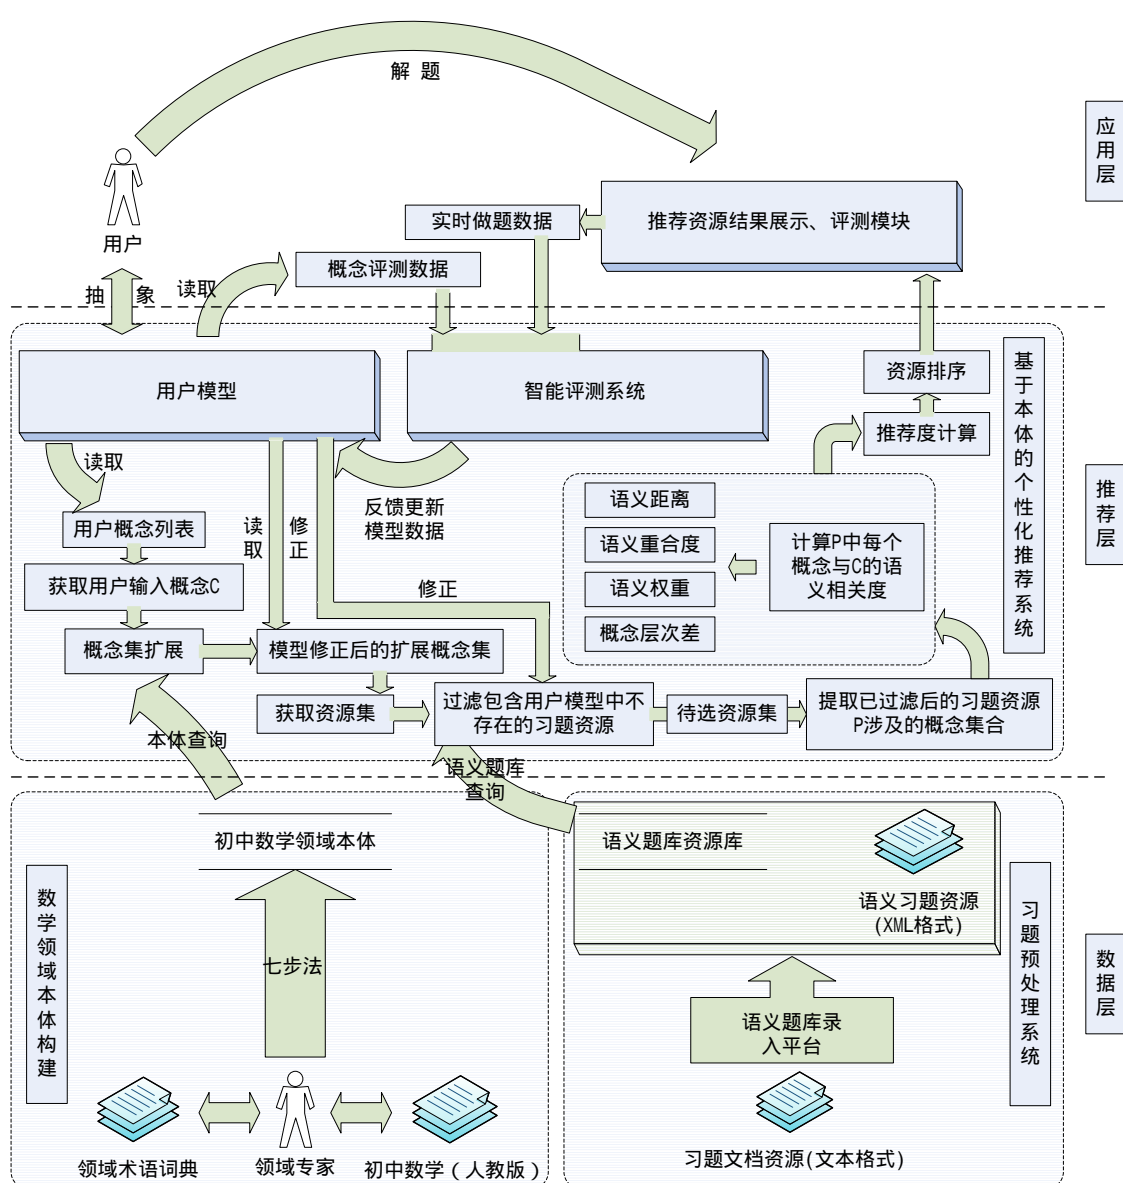 解 题
应用层
用户
实时做题数据
推荐资源结果展示、评测模块
概念评测数据
读取
抽 象
用户模型
智能评测系统
资源排序
推荐度计算
基于本体的个性化推荐系统
推荐层
读取
反馈更新
模型数据
读取
修正
用户概念列表
获取用户输入概念C
概念集扩展
模型修正后的扩展概念集
修正
语义距离
语义重合度
语义权重
概念层次差
计算P中每个
概念与C的语
义相关度
获取资源集
过滤包含用户模型中不
存在的习题资源
待选资源集
提取已过滤后的习题资源
P涉及的概念集合
本体查询
语义题库
查询
初中数学领域本体
语义题库资源库
语义习题资源
(XML格式)
数学领域本体构建
七步法
习题预处理系统
数据层
语义题库录
入平台
领域术语词典
领域专家
初中数学(人教版)
习题文档资源(文本格式)